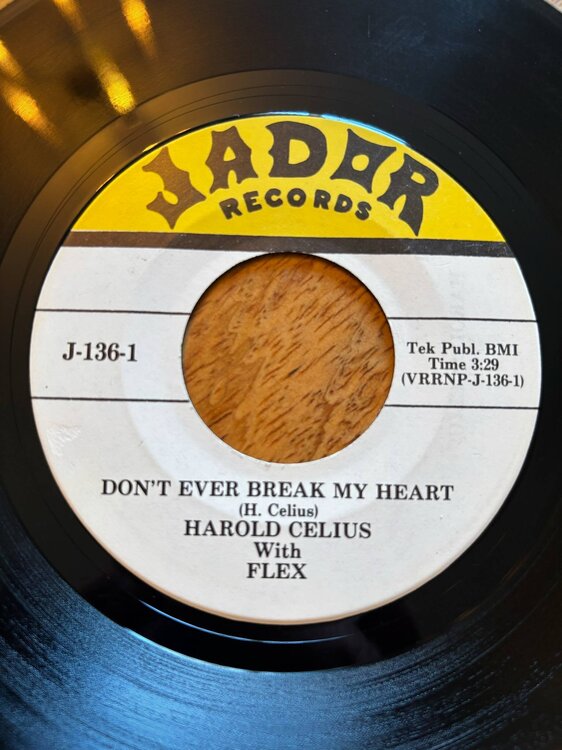 JADOR
RECORDS
J-136-1
Tek Publ. BMI
Time 3:29
(VRRNP-J-136-1)
DON'T EVER BREAK MY HEART
(H. Celius)
HAROLD CELIUS
With
FLEX